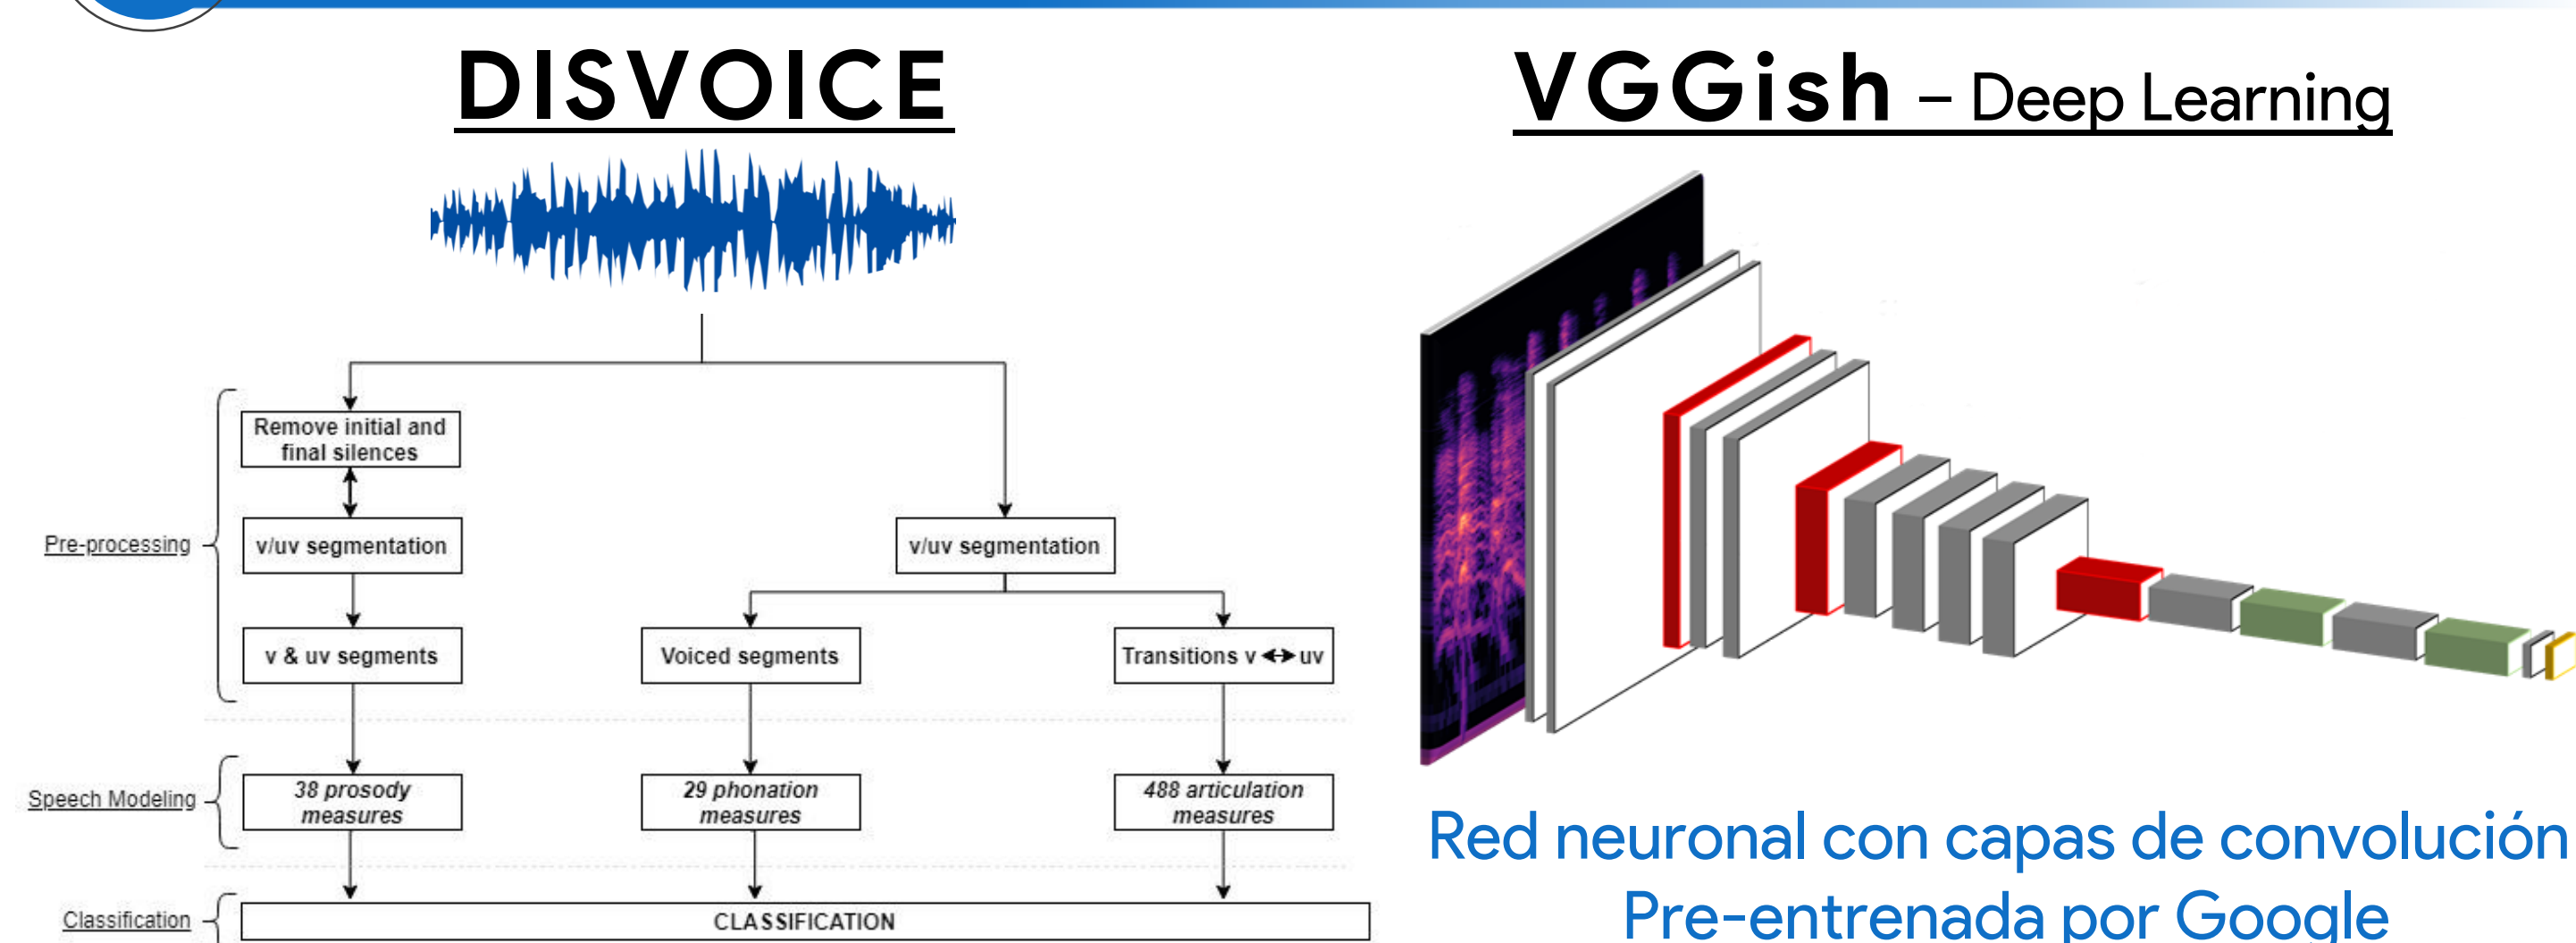 DISVOICE
Remove initial and
final silences
Pre-processing
v/uv segmentation
v/uv segmentation
v & uv segments
Voiced segments
Transitions v ↔ uv
Speech Modeling
38 prosody
measures
29 phonation
measures
488 articulation
measures
Classification
CLASSIFICATION
VGGish – Deep Learning
Red neuronal con capas de convolución
Pre-entrenada por Google